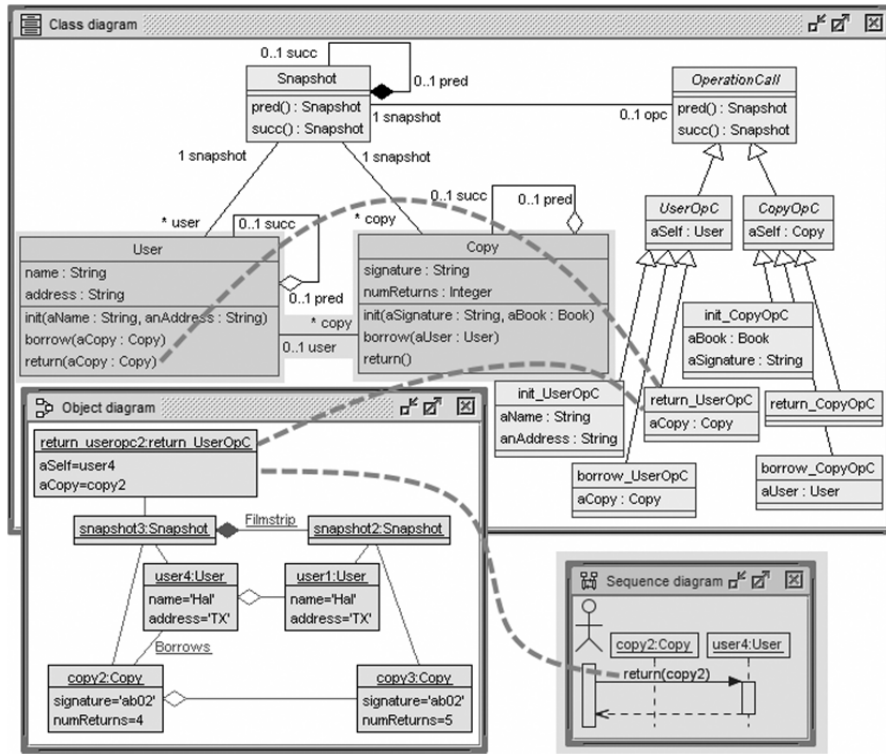 Class diagram
0..1 succ
Snapshot
0..1 pred
pred() : Snapshot
succ() : Snapshot
1 snapshot
OperationCall
pred() : Snapshot
succ() : Snapshot
0..1 opc
1 snapshot
1 snapshot
* user
0..1 succ
* copy
0..1 succ
0..1 pred
UserOpC
aSelf : User
CopyOpC
aSelf : Copy
User
name : String
address : String
init(aName : String, anAddress : String)
borrow(aCopy : Copy)
return(aCopy : Copy)
0..1 pred
* copy
0..1 user
Copy
signature : String
numReturns : Integer
init(aSignature : String, aBook : Book)
borrow(aUser : User)
return()
init_CopyOpC
aBook : Book
aSignature : String
init_UserOpC
aName : String
anAddress : String
return_UserOpC
aCopy : Copy
return_CopyOpC
borrow_UserOpC
aCopy : Copy
borrow_CopyOpC
aUser : User
Object diagram
return_useropc2:return_UserOpC
aSelf=user4
aCopy=copy2
snapshot3:Snapshot
Filmstrip
snapshot2:Snapshot
user4:User
name='Hal'
address='TX'
user1:User
name='Hal'
address='TX'
Borrows
copy2:Copy
signature='ab02'
numReturns=4
copy3:Copy
signature='ab02'
numReturns=5
Sequence diagram
copy2:Copy
user4:User
return(copy2)